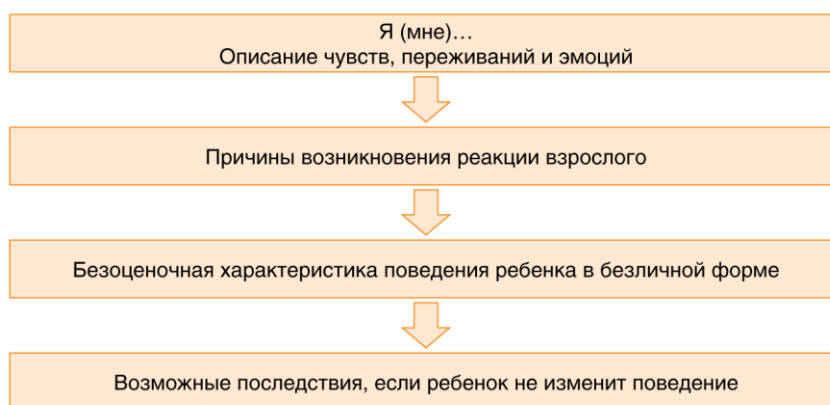 Я (мне)…
Описание чувств, переживаний и эмоций
Причины возникновения реакции взрослого
Безоценочная характеристика поведения ребенка в безличной форме
Возможные последствия, если ребенок не изменит поведение